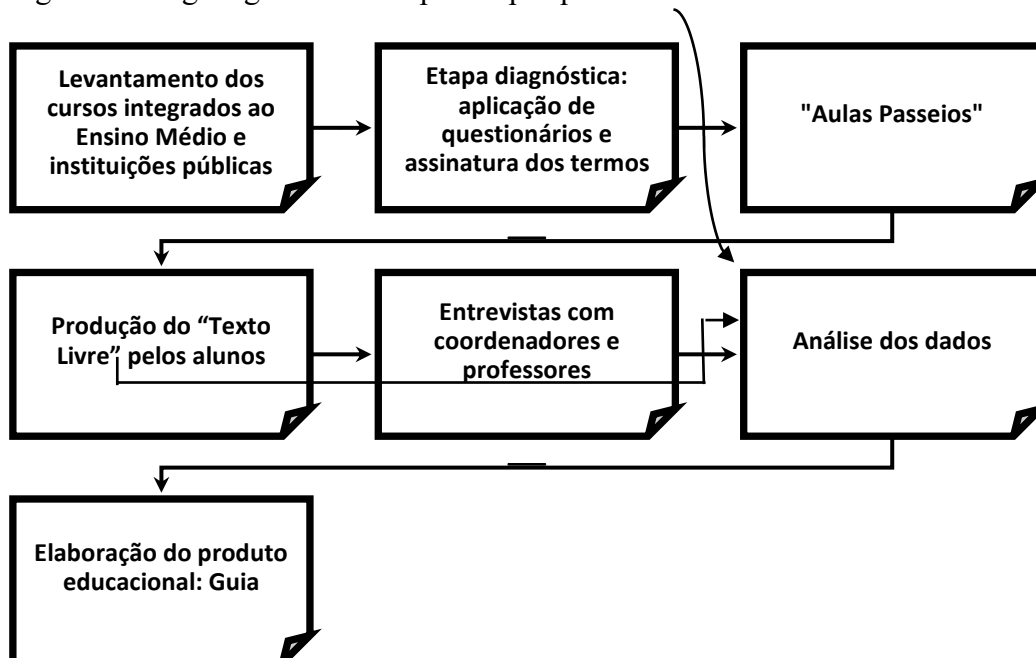 Levantamento dos
cursos integrados ao
Ensino Médio e
instituições públicas
Etapa diagnóstica:
aplicação de
questionários e
assinatura dos termos
"Aulas Passeios"
Produção do “Texto
Livre” pelos alunos
Entrevistas com
coordenadores e
professores
Análise dos dados
Elaboração do produto
educacional: Guia